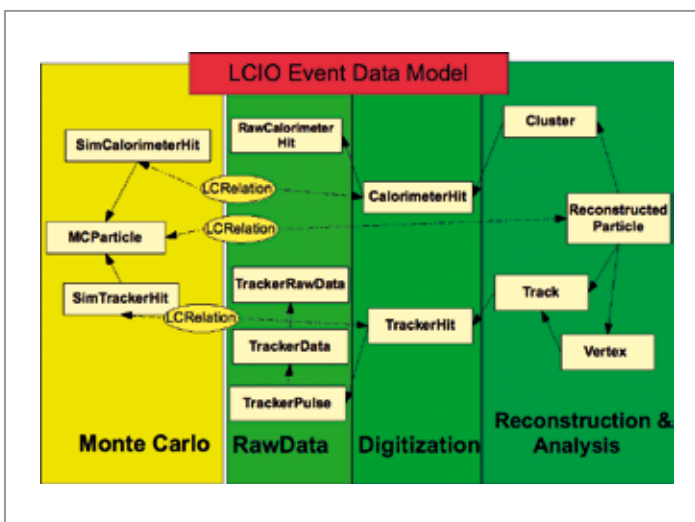 LCIO Event Data Model
SimCalorimeterHit
MCParticle
SimTrackerHit
Monte Carlo
RawCalorimeter
Hit
LCRelation
LCRelation
TrackerRawData
LCRelation
TrackerData
TrackerPulse
RawData
CalorimeterHit
TrackerHit
Digitization
Cluster
Reconstructed
Particle
Track
Vertex
Reconstruction &
Analysis